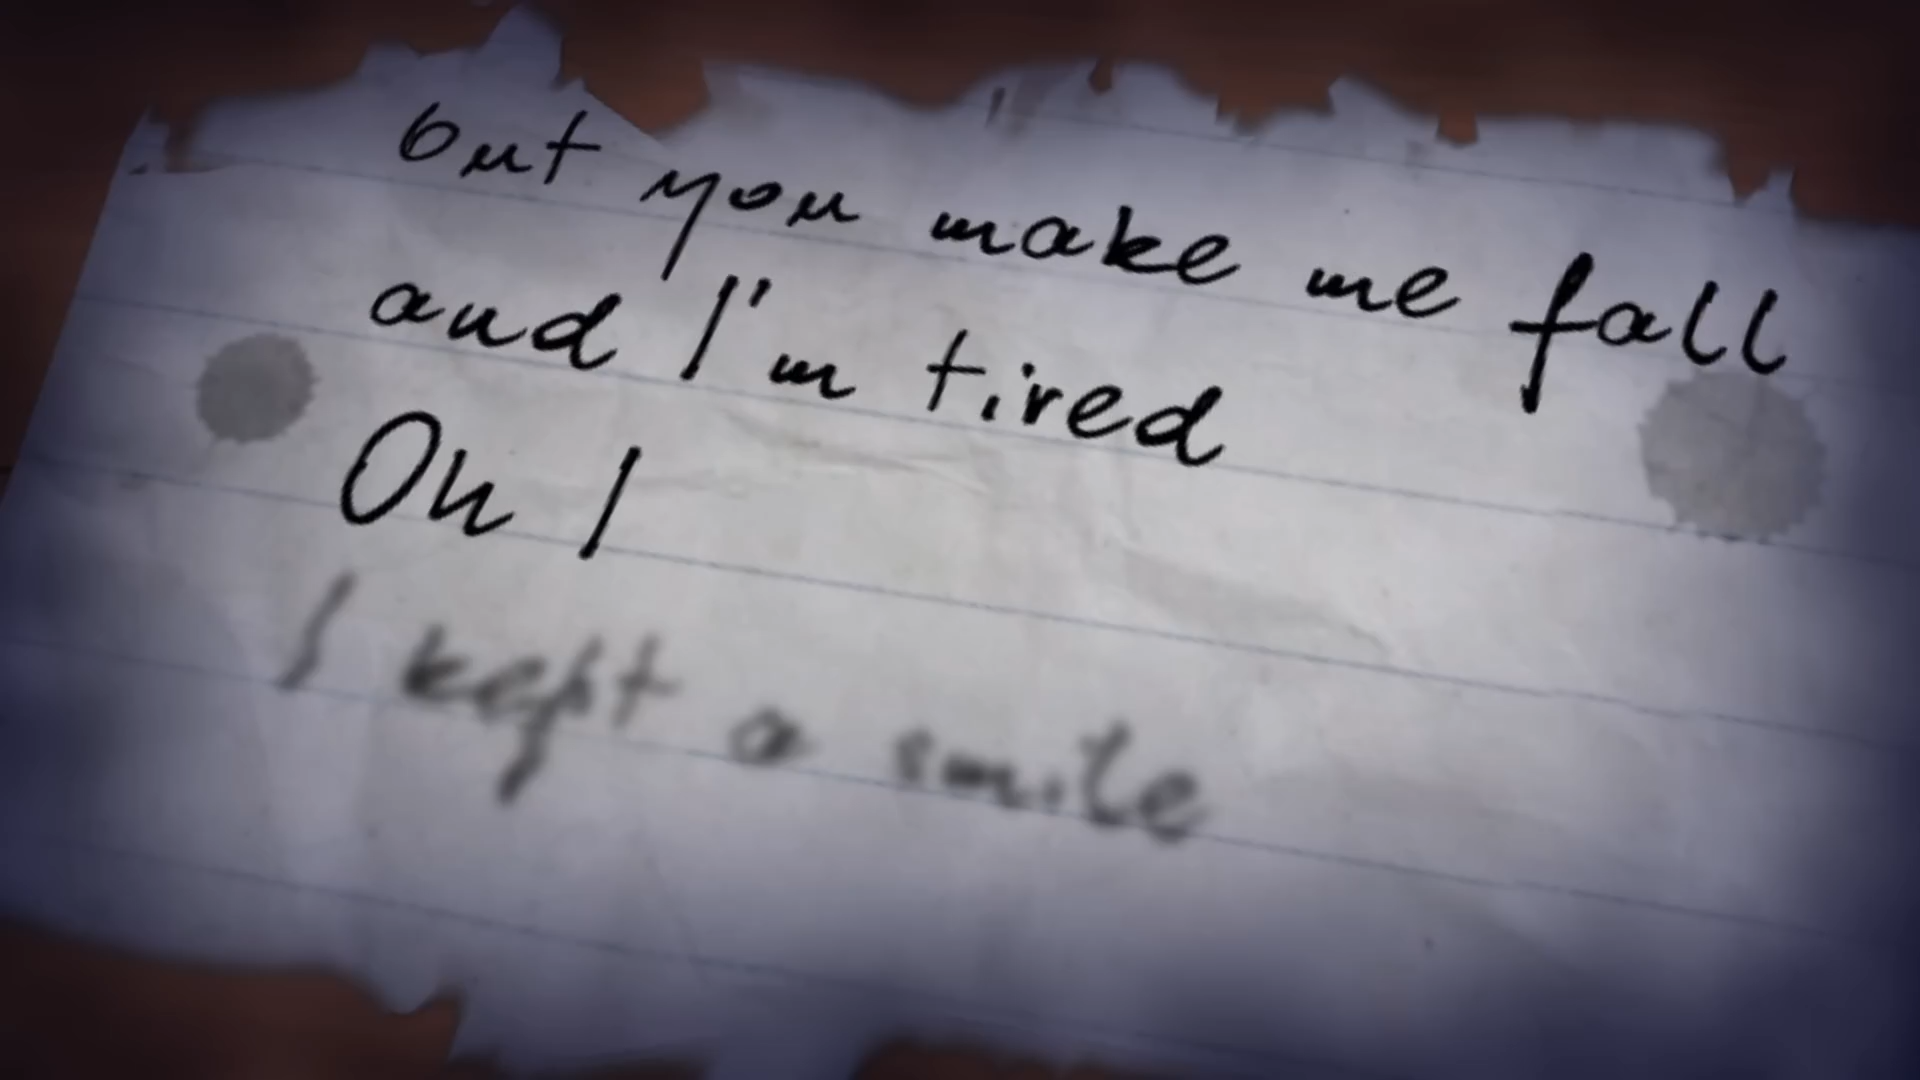 but you make me fall
and I'm tired
Oh I
I kept a smile